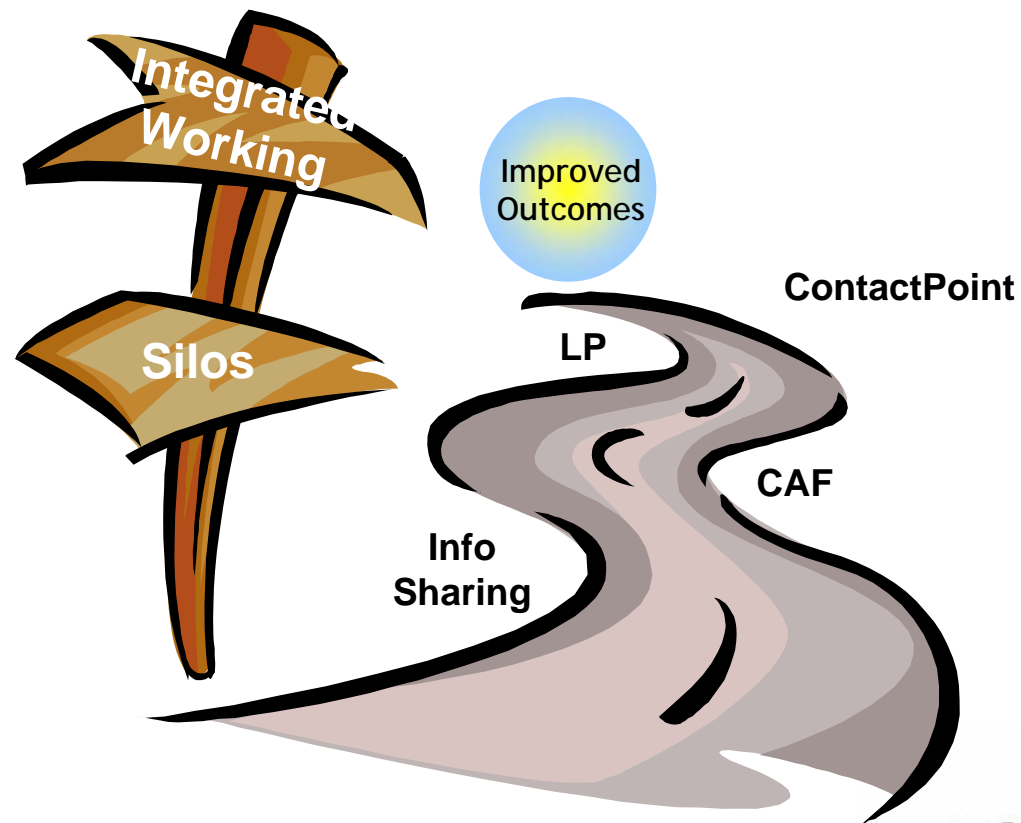 Integrated
Working
Improved
Outcomes
ContactPoint
LP
Silos
CAF
Info
Sharing